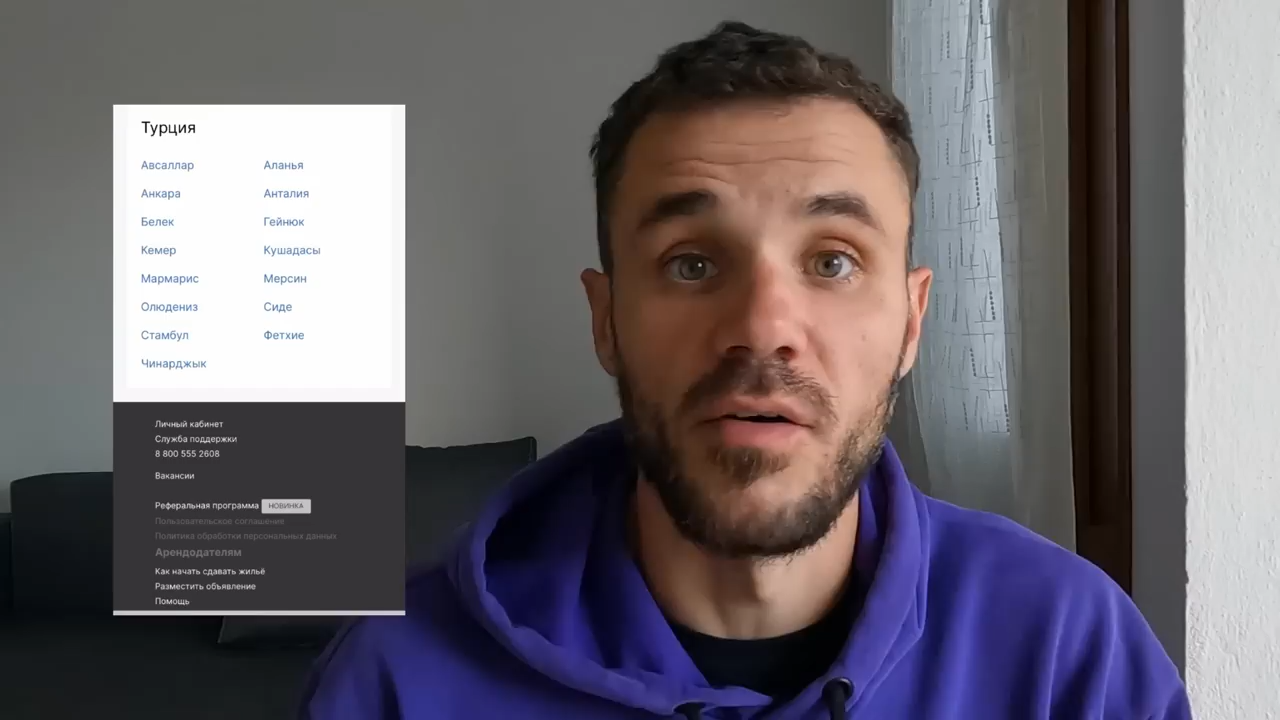 Турция
Авсаллар Аланья
Анкара Анталия
Белек Гейнюк
Кемер Кушадасы
Мармарис Мерсин
Олюдениз Сиде
Стамбул Фетхие
Чинарджык
Личный кабинет
Служба поддержки
8 800 555 2608
Вакансии
Реферальная программа НОВИНКА
Пользовательское соглашение
Политика обработки персональных данных
Арендодателям
Как начать сдавать жильё
Разместить объявление
Помощь